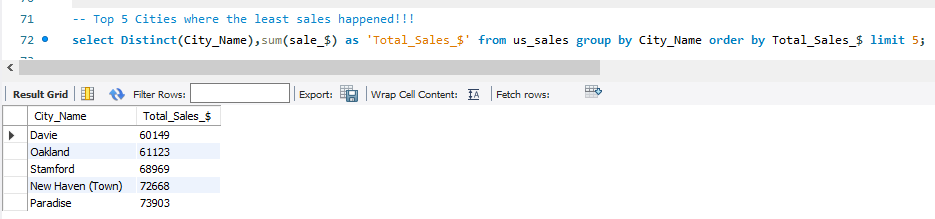 71 -- Top 5 Cities where the least sales happened!!!
72 select Distinct(City_Name),sum(sale_$) as 'Total_Sales_$' from us_sales group by City_Name order by Total_Sales_$ limit 5;
Result Grid Filter Rows: Export: Wrap Cell Content: IA Fetch rows:
City_Name Total_Sales_$
Davie 60149
Oakland 61123
Stamford 68969
New Haven (Town) 72668
Paradise 73903